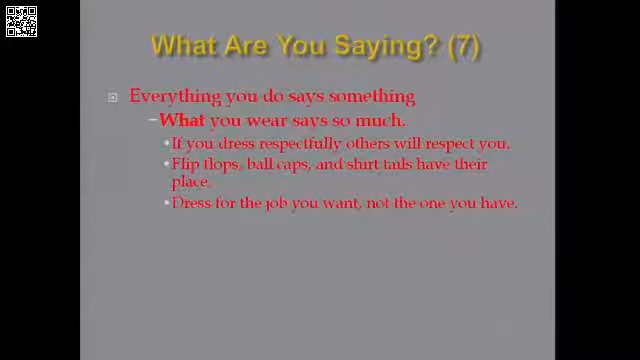 What Are You Saying? (7)
Everything you do says something
–What you wear says so much.
•If you dress respectfully others will respect you.
•Flip flops, ball caps, and shirt tails have their
place.
•Dress for the job you want, not the one you have.